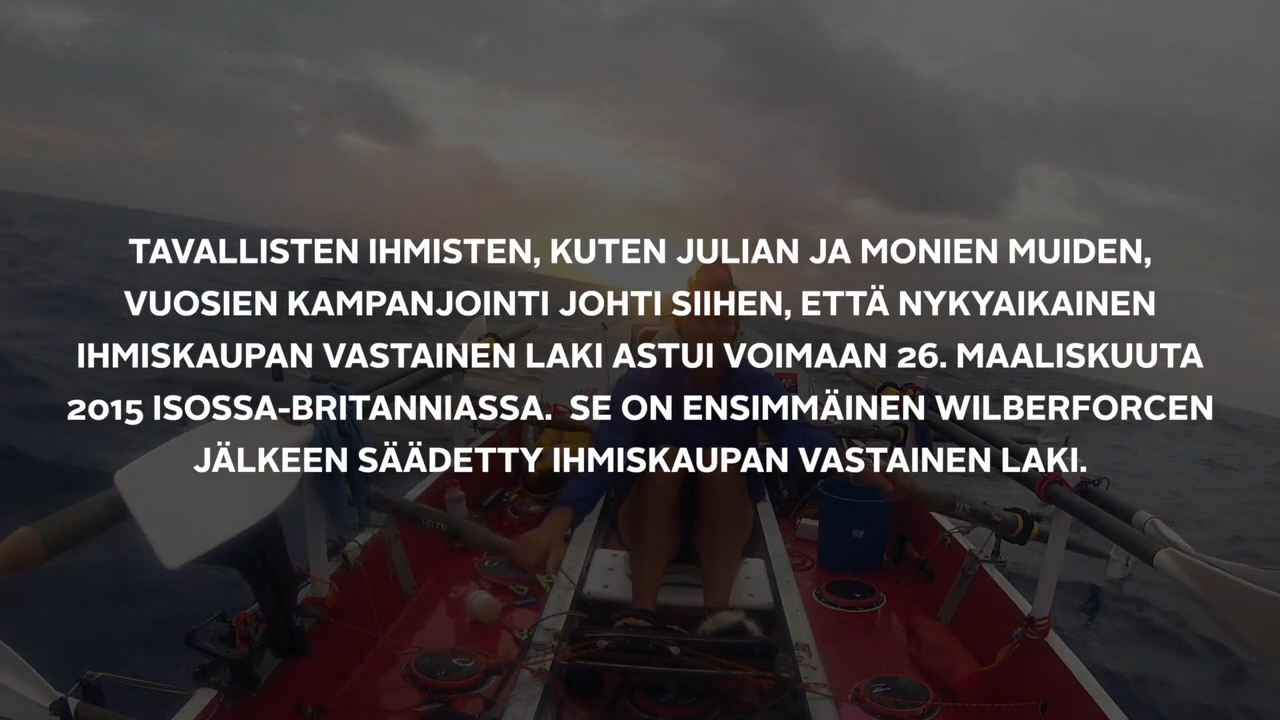 TAVALLISTEN IHMISTEN, KUTEN JULIAN JA MONIEN MUIDEN,
VUOSIEN KAMPANJOINTI JOHTI SIIHEN, ETTÄ NYKYAIKAINEN
IHMISKAUPAN VASTAINEN LAKI ASTUI VOIMAAN 26. MAALISKUUTA
2015 ISOSSA-BRITANNIASSA. SE ON ENSIMMÄINEN WILBERFORCEN
JÄLKEEN SÄÄDETTY IHMISKAUPAN VASTAINEN LAKI.